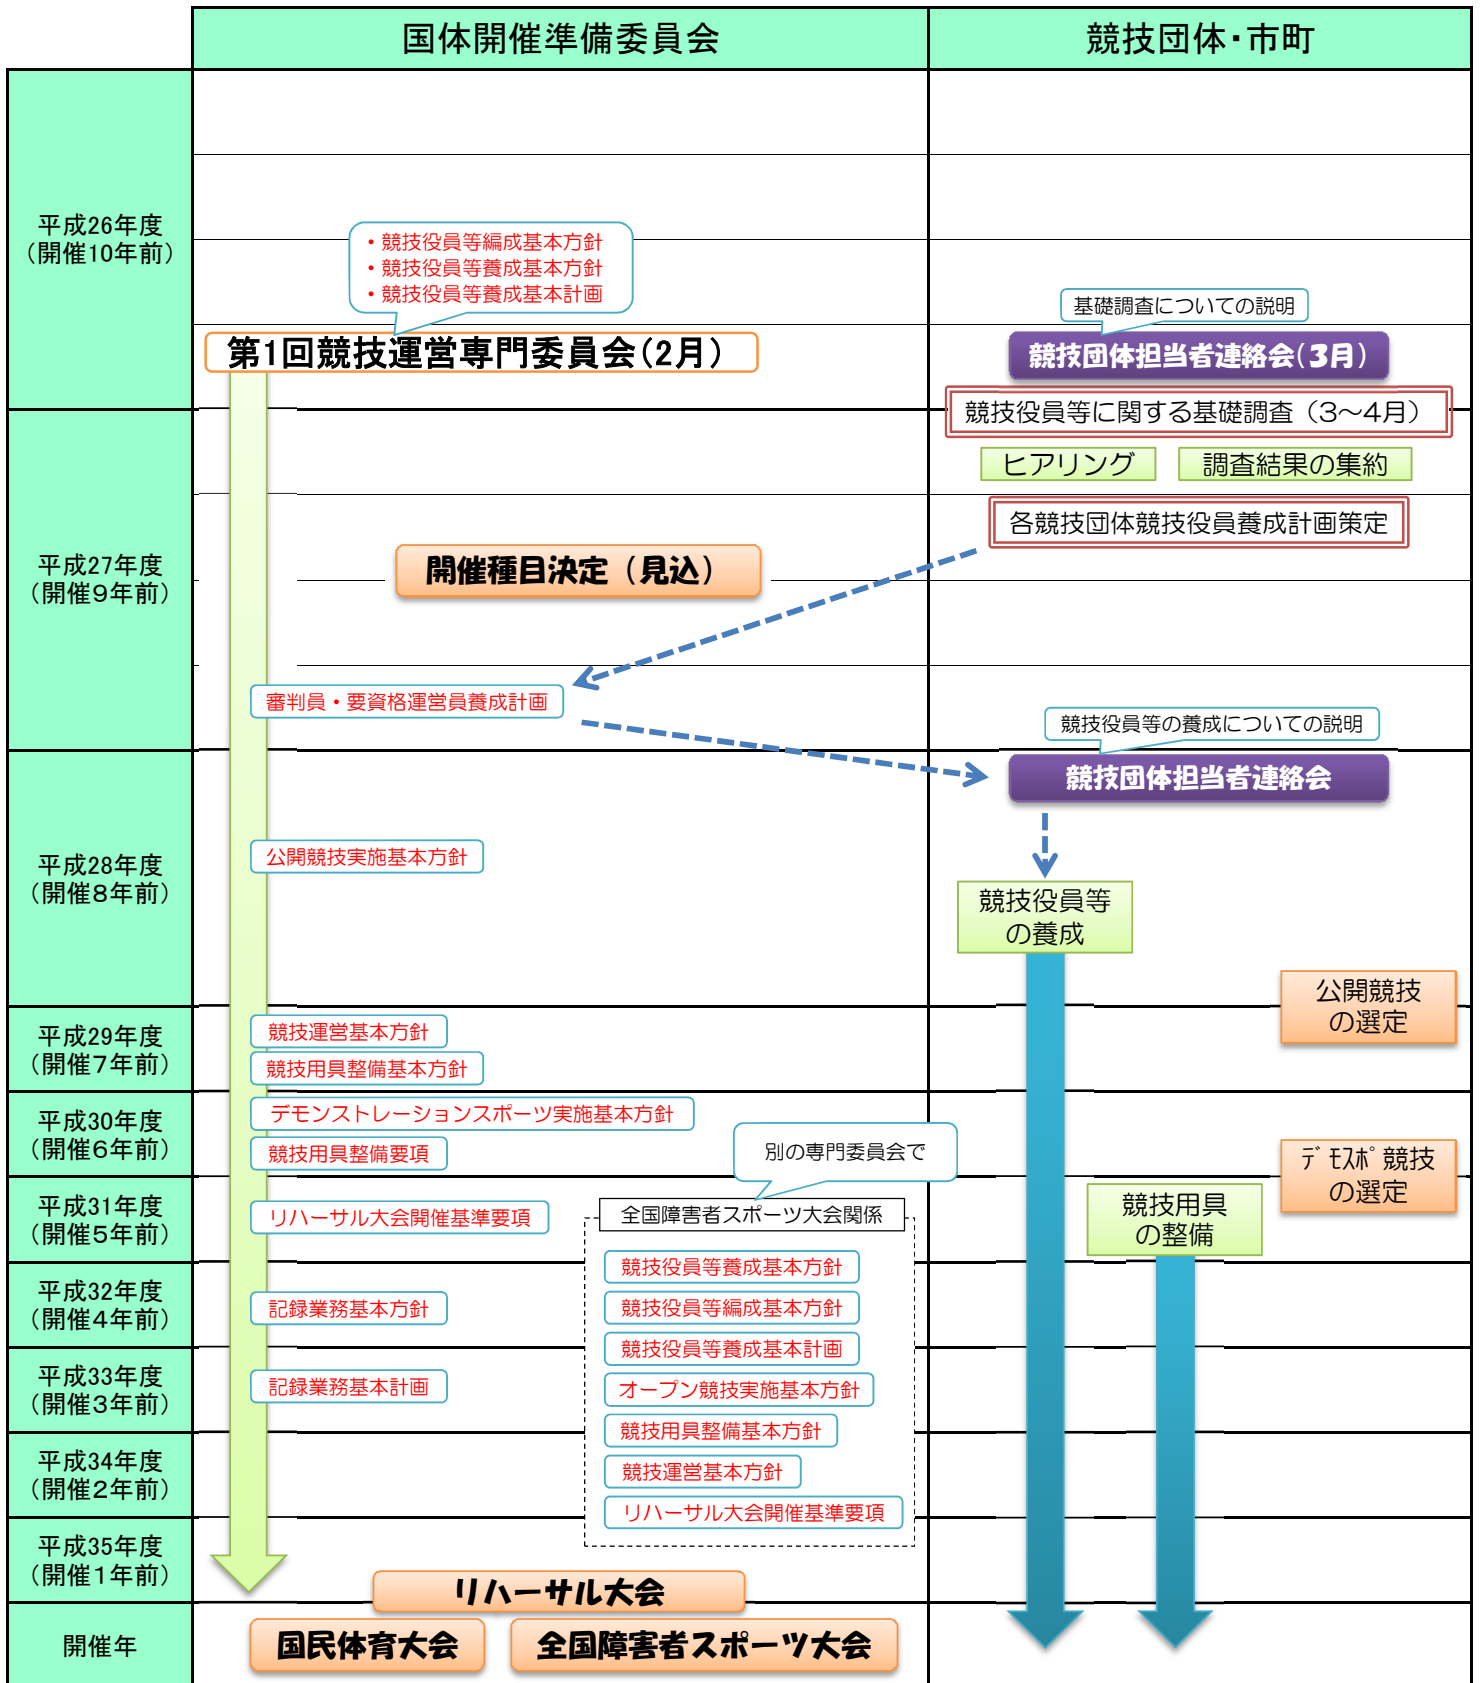 国体開催準備委員会
競技団体・市町
平成26年度
（開催10年前）
・競技役員等編成基本方針
・競技役員等養成基本方針
・競技役員等養成基本計画
第1回競技運営専門委員会（2月）
基礎調査についての説明
競技団体担当者連絡会（3月）
競技役員等に関する基礎調査（3～4月）
ヒアリング
調査結果の集約
平成27年度
（開催9年前）
各競技団体競技役員養成計画策定
開催種目決定（見込）
審判員・要資格運営員養成計画
競技役員等の養成についての説明
競技団体担当者連絡会
平成28年度
（開催8年前）
公開競技実施基本方針
競技役員等
の養成
公開競技
の選定
平成29年度
（開催7年前）
競技運営基本方針
競技用具整備基本方針
平成30年度
（開催6年前）
デモンストレーションスポーツ実施基本方針
競技用具整備要項
別の専門委員会で
ﾃﾞﾓｽﾎﾟ競技
の選定
平成31年度
（開催5年前）
リハーサル大会開催基準要項
全国障害者スポーツ大会関係
競技用具
の整備
競技役員等養成基本方針
平成32年度
（開催4年前）
記録業務基本方針
競技役員等編成基本方針
競技役員等養成基本計画
平成33年度
（開催3年前）
記録業務基本計画
オープン競技実施基本方針
競技用具整備基本方針
平成34年度
（開催2年前）
競技運営基本方針
リハーサル大会開催基準要項
平成35年度
（開催1年前）
リハーサル大会
開催年
国民体育大会
全国障害者スポーツ大会